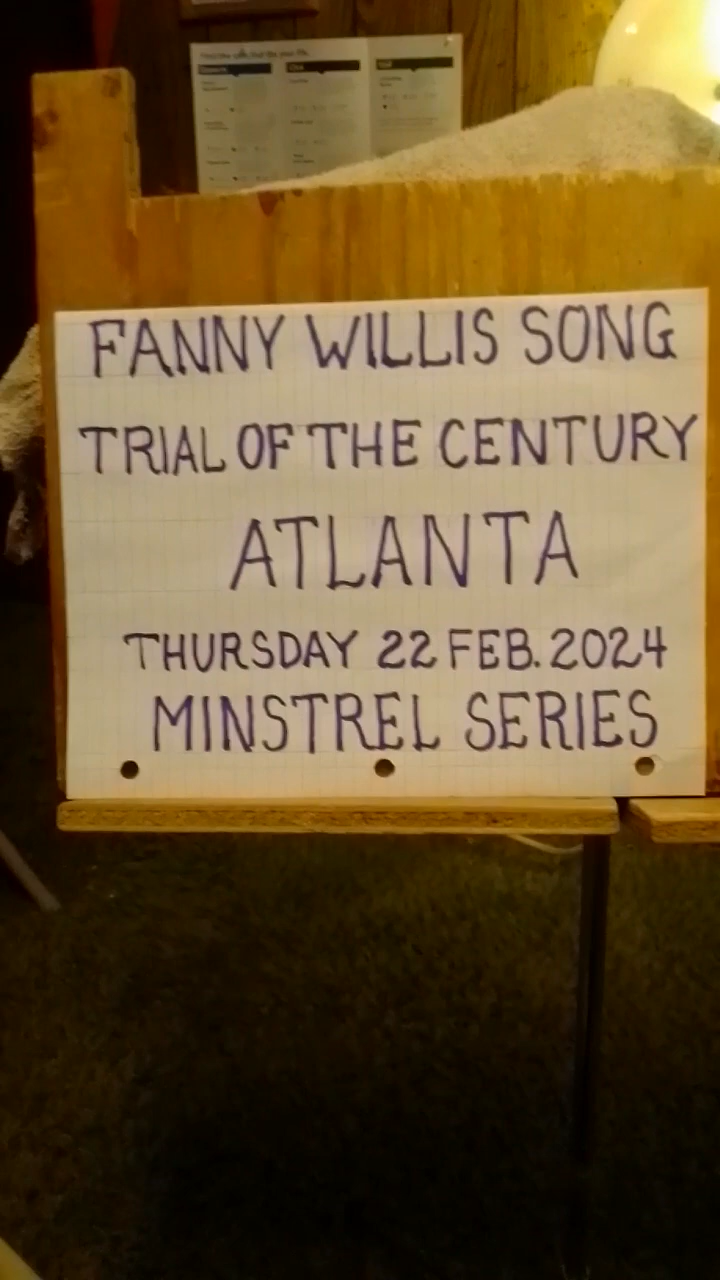 FANNY WILLIS SONG
TRIAL OF THE CENTURY
ATLANTA
THURSDAY 22 FEB. 2024
MINSTREL SERIES